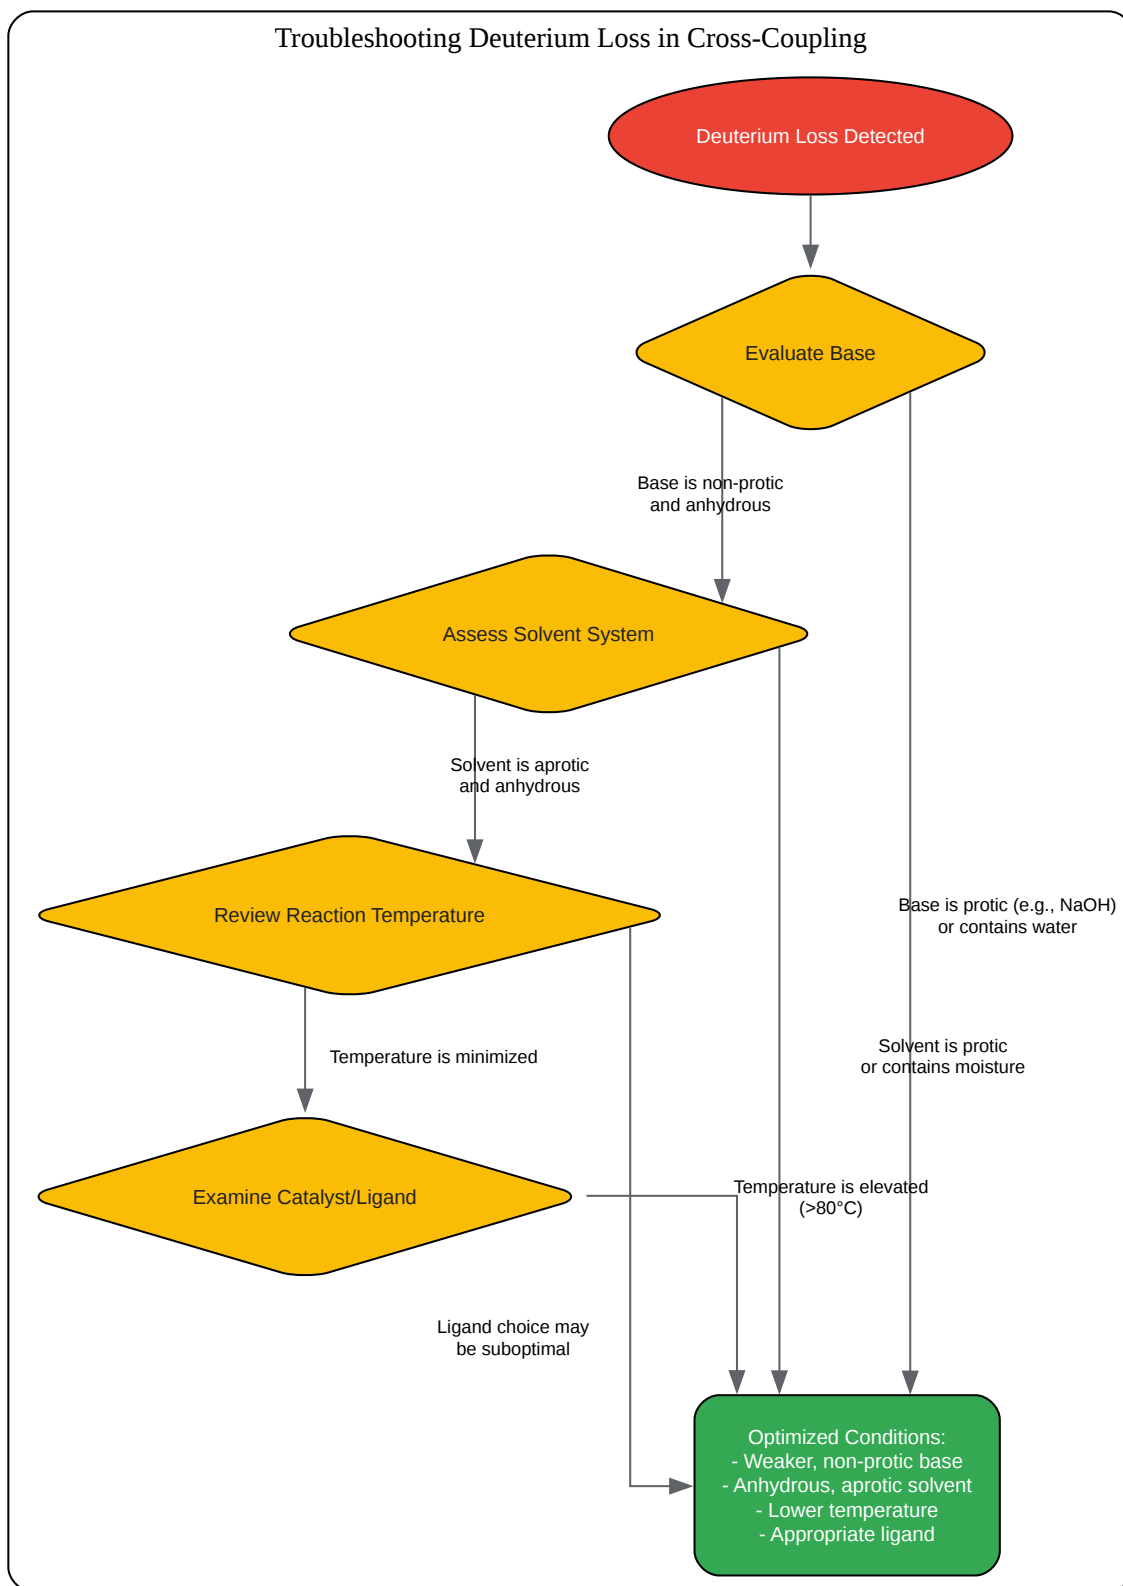 Troubleshooting Deuterium Loss in Cross-Coupling
Deuterium Loss Detected
Evaluate Base
Base is non-protic
and anhydrous
Assess Solvent System
Solvent is aprotic
and anhydrous
Review Reaction Temperature
Base is protic (e.g., NaOH)
or contains water
Temperature is minimized
Solvent is protic
or contains moisture
Examine Catalyst/Ligand
Temperature is elevated
(>80°C)
Ligand choice may
be suboptimal
Optimized Conditions:
- Weaker, non-protic base
- Anhydrous, aprotic solvent
- Lower temperature
- Appropriate ligand